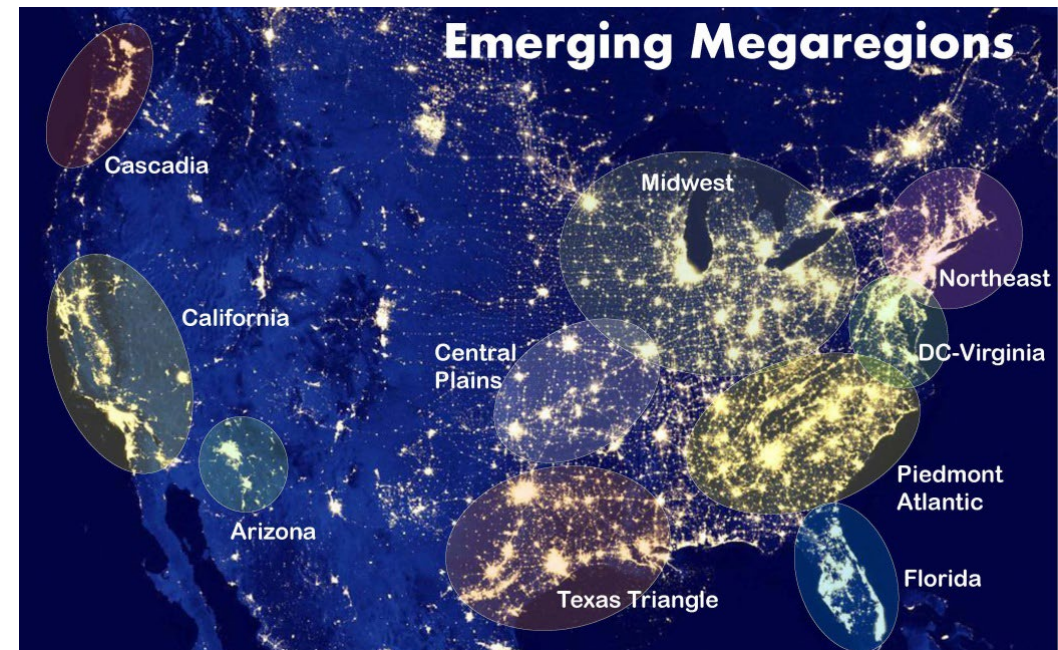 Emerging Megaregions
Cascadia
Midwest
Northeast
California
Central
Plains
DC-Virginia
Piedmont
Atlantic
Arizona
Florida
Texas Triangle